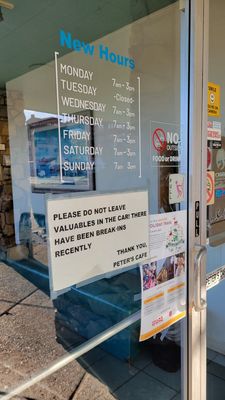 New Hours
MONDAY 7am - 3pm
TUESDAY -Closed-
WEDNESDAY 7am - 3pm
THURSDAY 7am - 3pm
FRIDAY 7am - 3pm
SATURDAY 7am - 3pm
SUNDAY 7am - 3pm
NO
OUTSIDE
FOOD or DRINK
PLEASE DO NOT LEAVE
VALUABLES IN THE CAR! THERE
HAVE BEEN BREAK-INS
RECENTLY
THANK YOU,
PETER'S CAFE